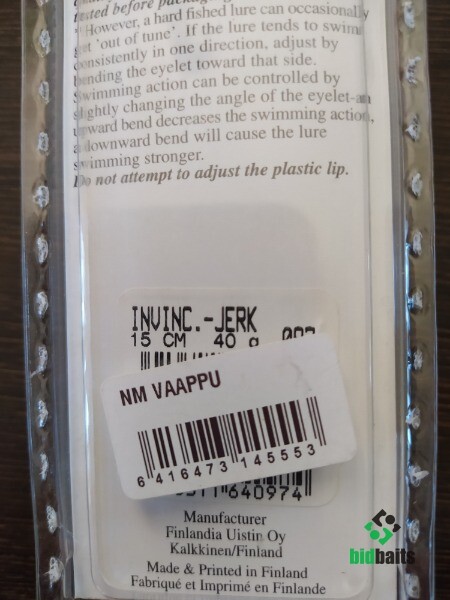 tested before packaging
"However, a hard fished lure can occasionally
get 'out of tune'. If the lure tends to swim
consistently in one direction, adjust by
bending the eyelet toward that side.
Swimming action can be controlled by
slightly changing the angle of the eyelet-an
upward bend decreases the swimming action,
a downward bend will cause the lure
swimming stronger.
Do not attempt to adjust the plastic lip.
INVINC.-JERK
15 CM 40 g
NM VAAPPU
6 416473 145553
640974
Manufacturer
Finlandia Uistin Oy
Kalkkinen/Finland
Made & Printed in Finland
Fabriqué et Imprimé en Finlande
bidbaits